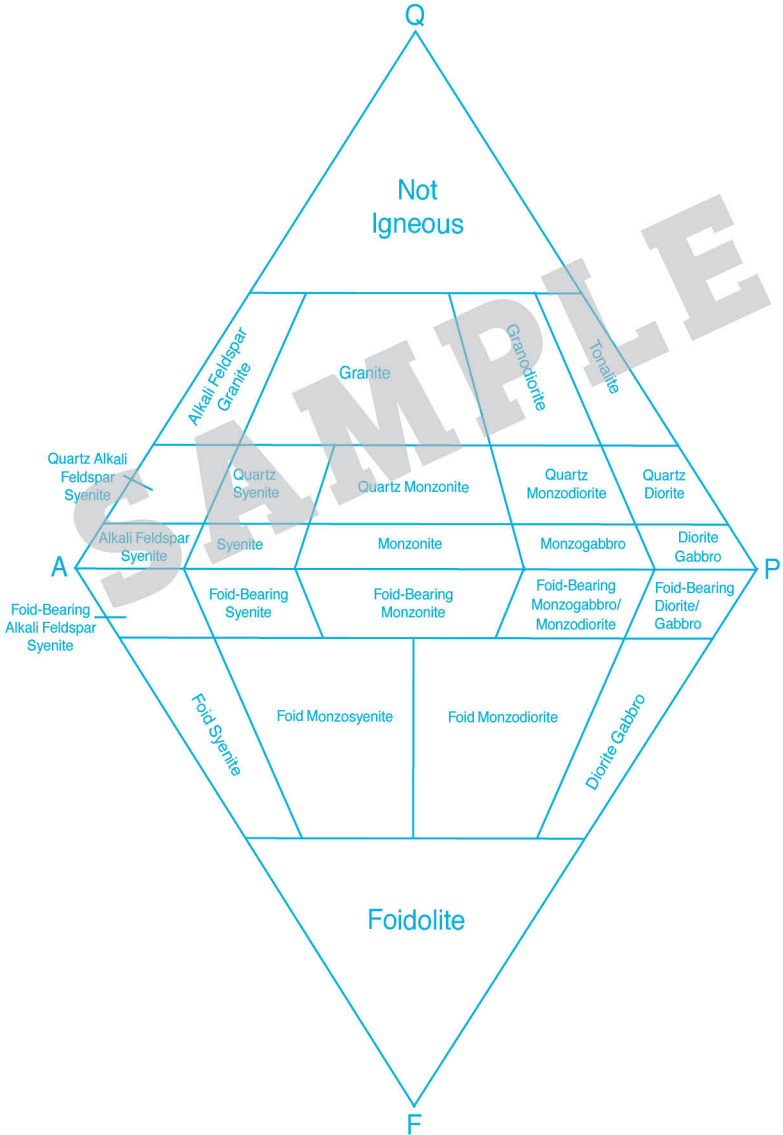 Q
Not
Igneous
Alkali Feldspar
Granite
Granite
Granodiorite
Tonalite
Quartz Alkali
Feldspar
Syenite
Quartz
Syenite
Quartz Monzonite
Quartz
Monzodiorite
Quartz
Diorite
Alkali Feldspar
Syenite
Syenite
Monzonite
Monzogabbro
Diorite
Gabbro
A
P
Foid-Bearing
Alkali Feldspar
Syenite
Foid-Bearing
Syenite
Foid-Bearing
Monzonite
Foid-Bearing
Monzogabbro/
Monzodiorite
Foid-Bearing
Diorite/
Gabbro
Foid Syenite
Foid Monzosyenite
Foid Monzodiorite
Diorite Gabbro
Foidolite
F
SAMPLE